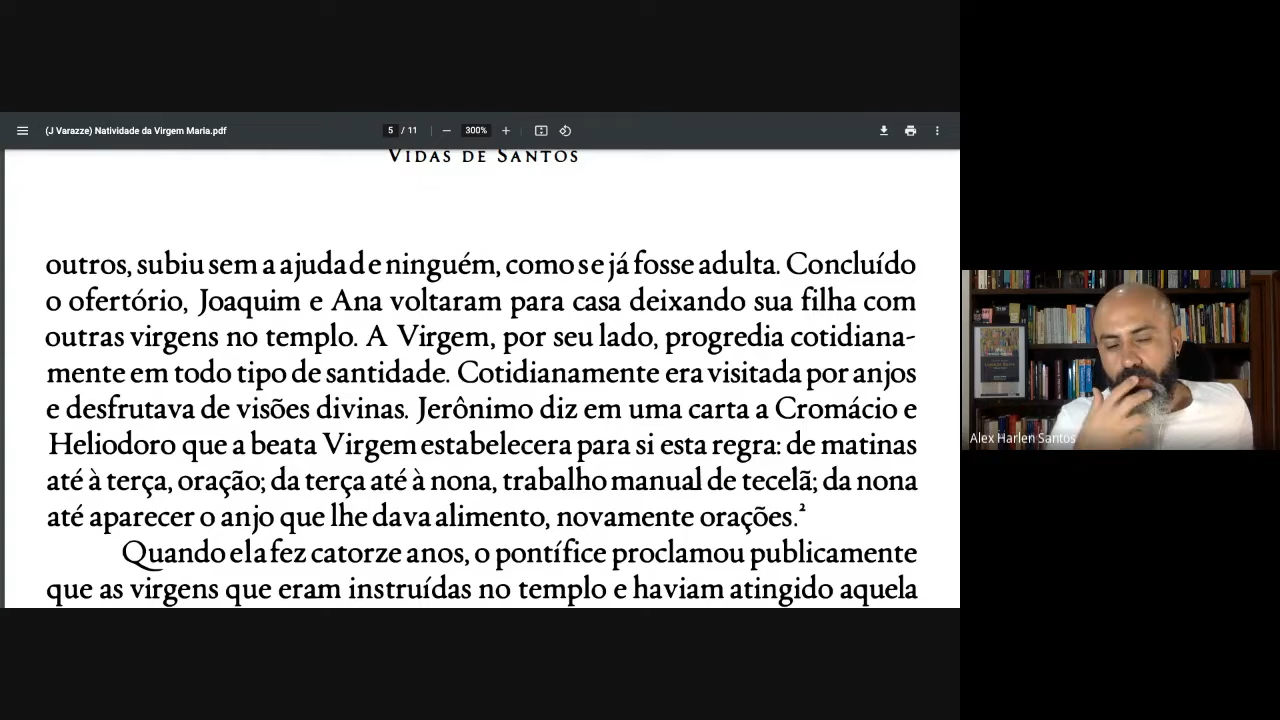 (J Varazze) Natividade da Virgem Maria.pdf
5 / 11
300%
VIDAS DE SANTOS
outros, subiu sem a ajuda de ninguém, como se já fosse adulta. Concluído
o ofertório, Joaquim e Ana voltaram para casa deixando sua filha com
outras virgens no templo. A Virgem, por seu lado, progredia cotidiana-
mente em todo tipo de santidade. Cotidianamente era visitada por anjos
e desfrutava de visões divinas. Jerônimo diz em uma carta a Cromácio e
Heliodoro que a beata Virgem estabelecera para si esta regra: de matinas
até à terça, oração; da terça até à nona, trabalho manual de tecelã; da nona
até aparecer o anjo que lhe dava alimento, novamente orações.²
Quando ela fez catorze anos, o pontífice proclamou publicamente
que as virgens que eram instruídas no templo e haviam atingido aquela
Alex Harlen Santos